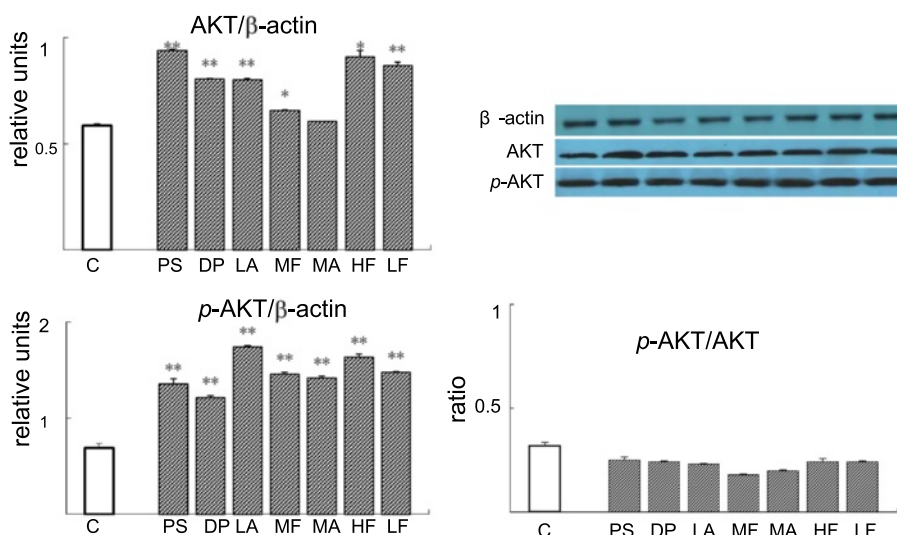 AKT/β-actin
relative units
1
0.5
** ** ** * * **
C PS DP LA MF MA HF LF
β -actin
AKT
p-AKT
p-AKT/β-actin
relative units
2
1
** ** ** ** ** ** **
C PS DP LA MF MA HF LF
p-AKT/AKT
ratio
1
0.5
C PS DP LA MF MA HF LF